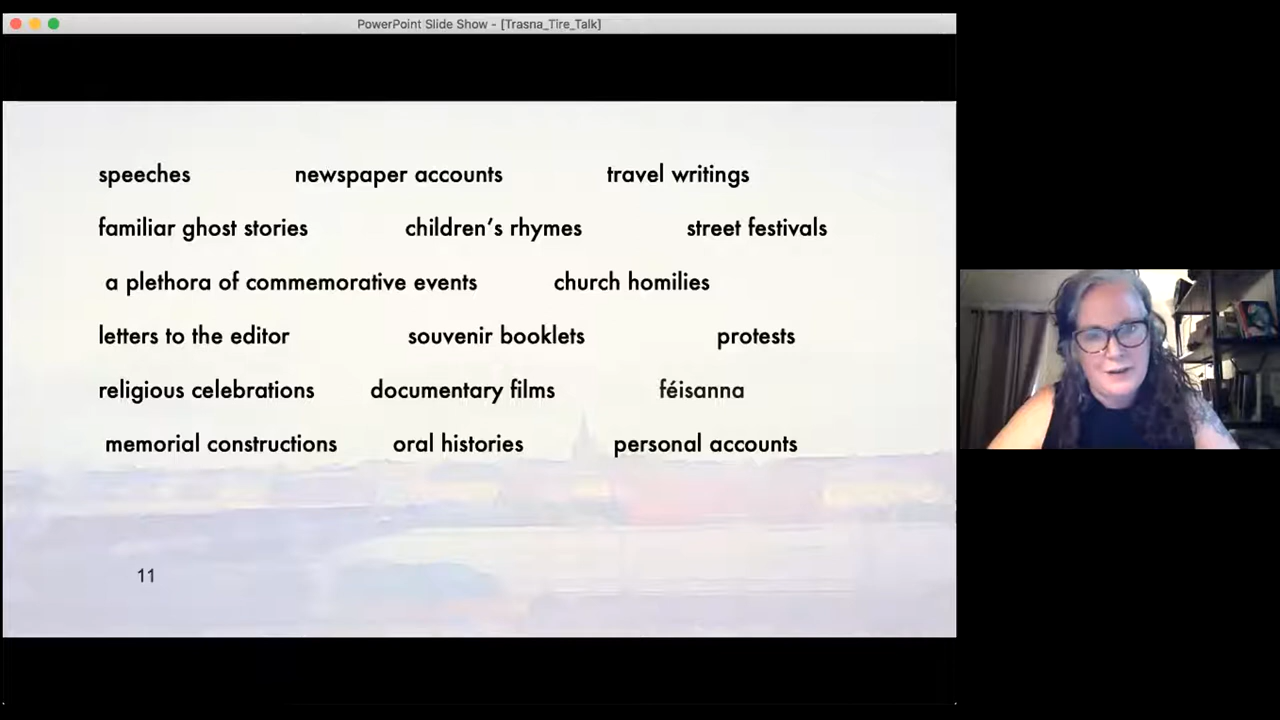 PowerPoint Slide Show - [Trasna_Tire_Talk]
speeches newspaper accounts travel writings
familiar ghost stories children’s rhymes street festivals
a plethora of commemorative events church homilies
letters to the editor souvenir booklets protests
religious celebrations documentary films féisanna
memorial constructions oral histories personal accounts
11